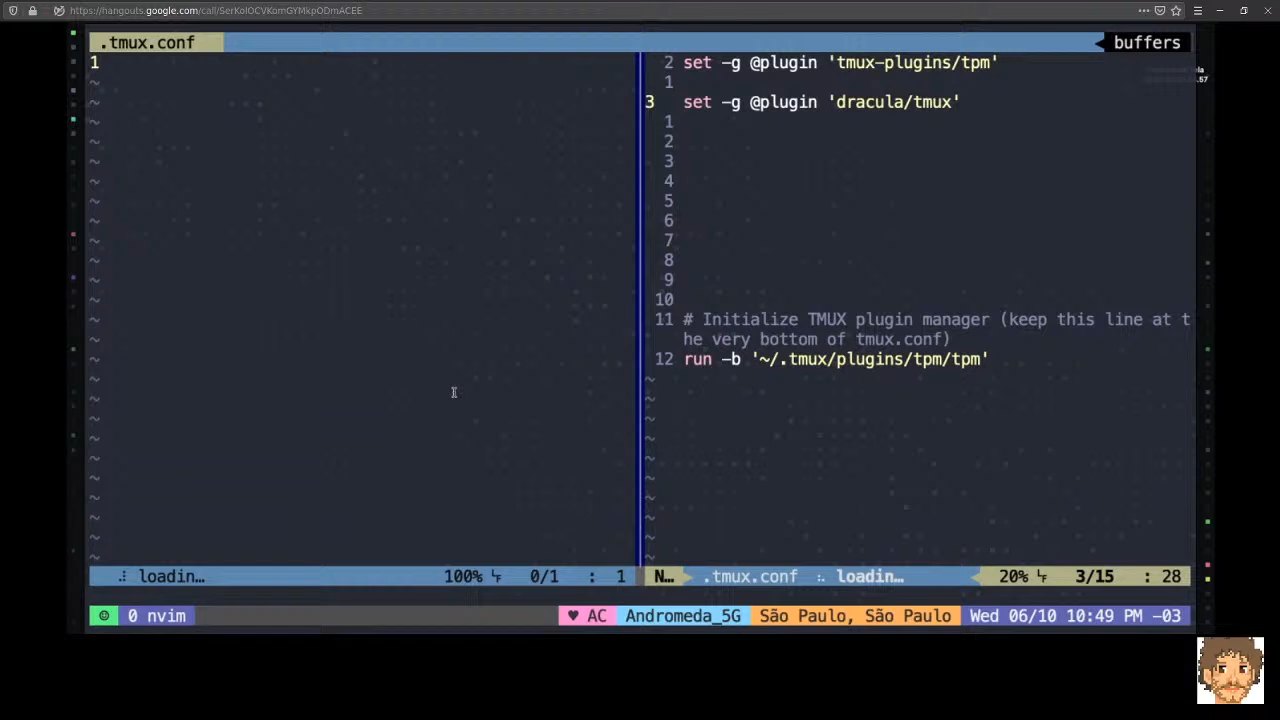 https://hangouts.google.com/call/SerKolOCVKomGYMkpODmACEE
.tmux.conf
buffers
1
2 set -g @plugin 'tmux-plugins/tpm'
1
3 set -g @plugin 'dracula/tmux'
1
2
3
4
5
6
7
8
9
10
11 # Initialize TMUX plugin manager (keep this line at t
he very bottom of tmux.conf)
12 run -b '~/.tmux/plugins/tpm/tpm'
loadin… 100% 0/1 : 1
N… .tmux.conf loadin… 20% 3/15 : 28
0 nvim ♥ AC Andromeda_5G São Paulo, São Paulo Wed 06/10 10:49 PM -03